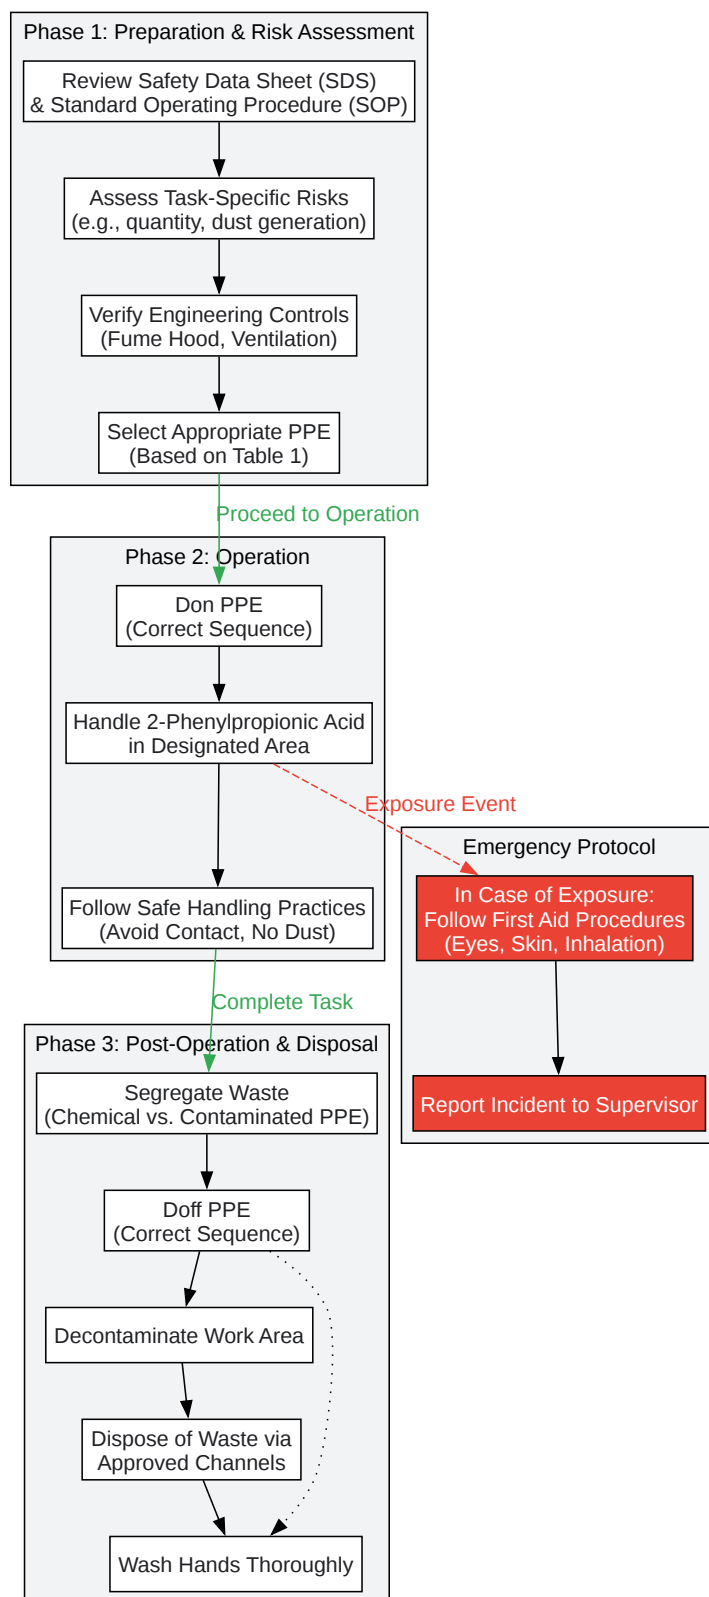 Phase 1: Preparation & Risk Assessment
Review Safety Data Sheet (SDS)
& Standard Operating Procedure (SOP)
Assess Task-Specific Risks
(e.g., quantity, dust generation)
Verify Engineering Controls
(Fume Hood, Ventilation)
Select Appropriate PPE
(Based on Table 1)
Proceed to Operation
Phase 2: Operation
Don PPE
(Correct Sequence)
Handle 2-Phenylpropionic Acid
in Designated Area
Exposure Event
Emergency Protocol
In Case of Exposure:
Follow First Aid Procedures
(Eyes, Skin, Inhalation)
Report Incident to Supervisor
Follow Safe Handling Practices
(Avoid Contact, No Dust)
Complete Task
Phase 3: Post-Operation & Disposal
Segregate Waste
(Chemical vs. Contaminated PPE)
Doff PPE
(Correct Sequence)
Decontaminate Work Area
Dispose of Waste via
Approved Channels
Wash Hands Thoroughly